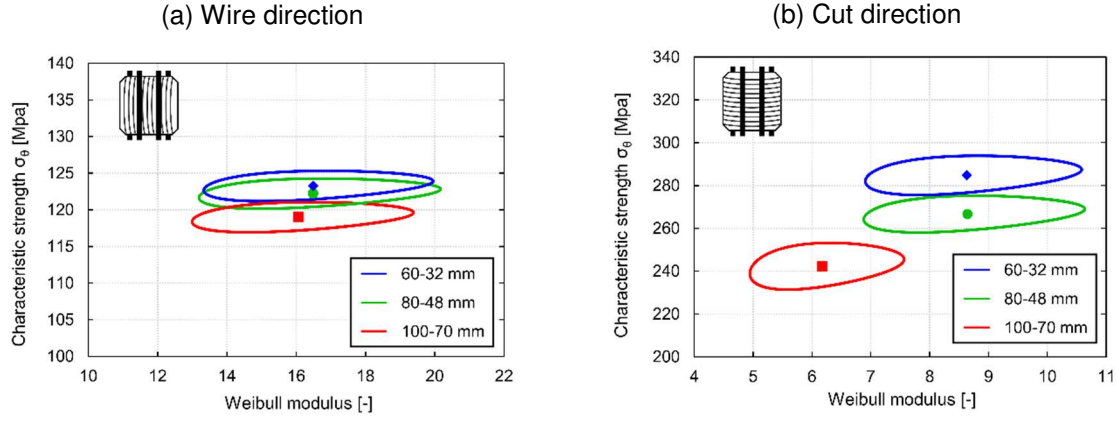 (a) Wire direction
140
135
130
125
120
115
110
105
100
10 12 14 16 18 20 22
Characteristic strength σθ [Mpa]
Weibull modulus [-]
60-32 mm
80-48 mm
100-70 mm
(b) Cut direction
340
320
300
280
260
240
220
200
4 5 6 7 8 9 10 11
Characteristic strength σθ [Mpa]
Weibull modulus [-]
60-32 mm
80-48 mm
100-70 mm